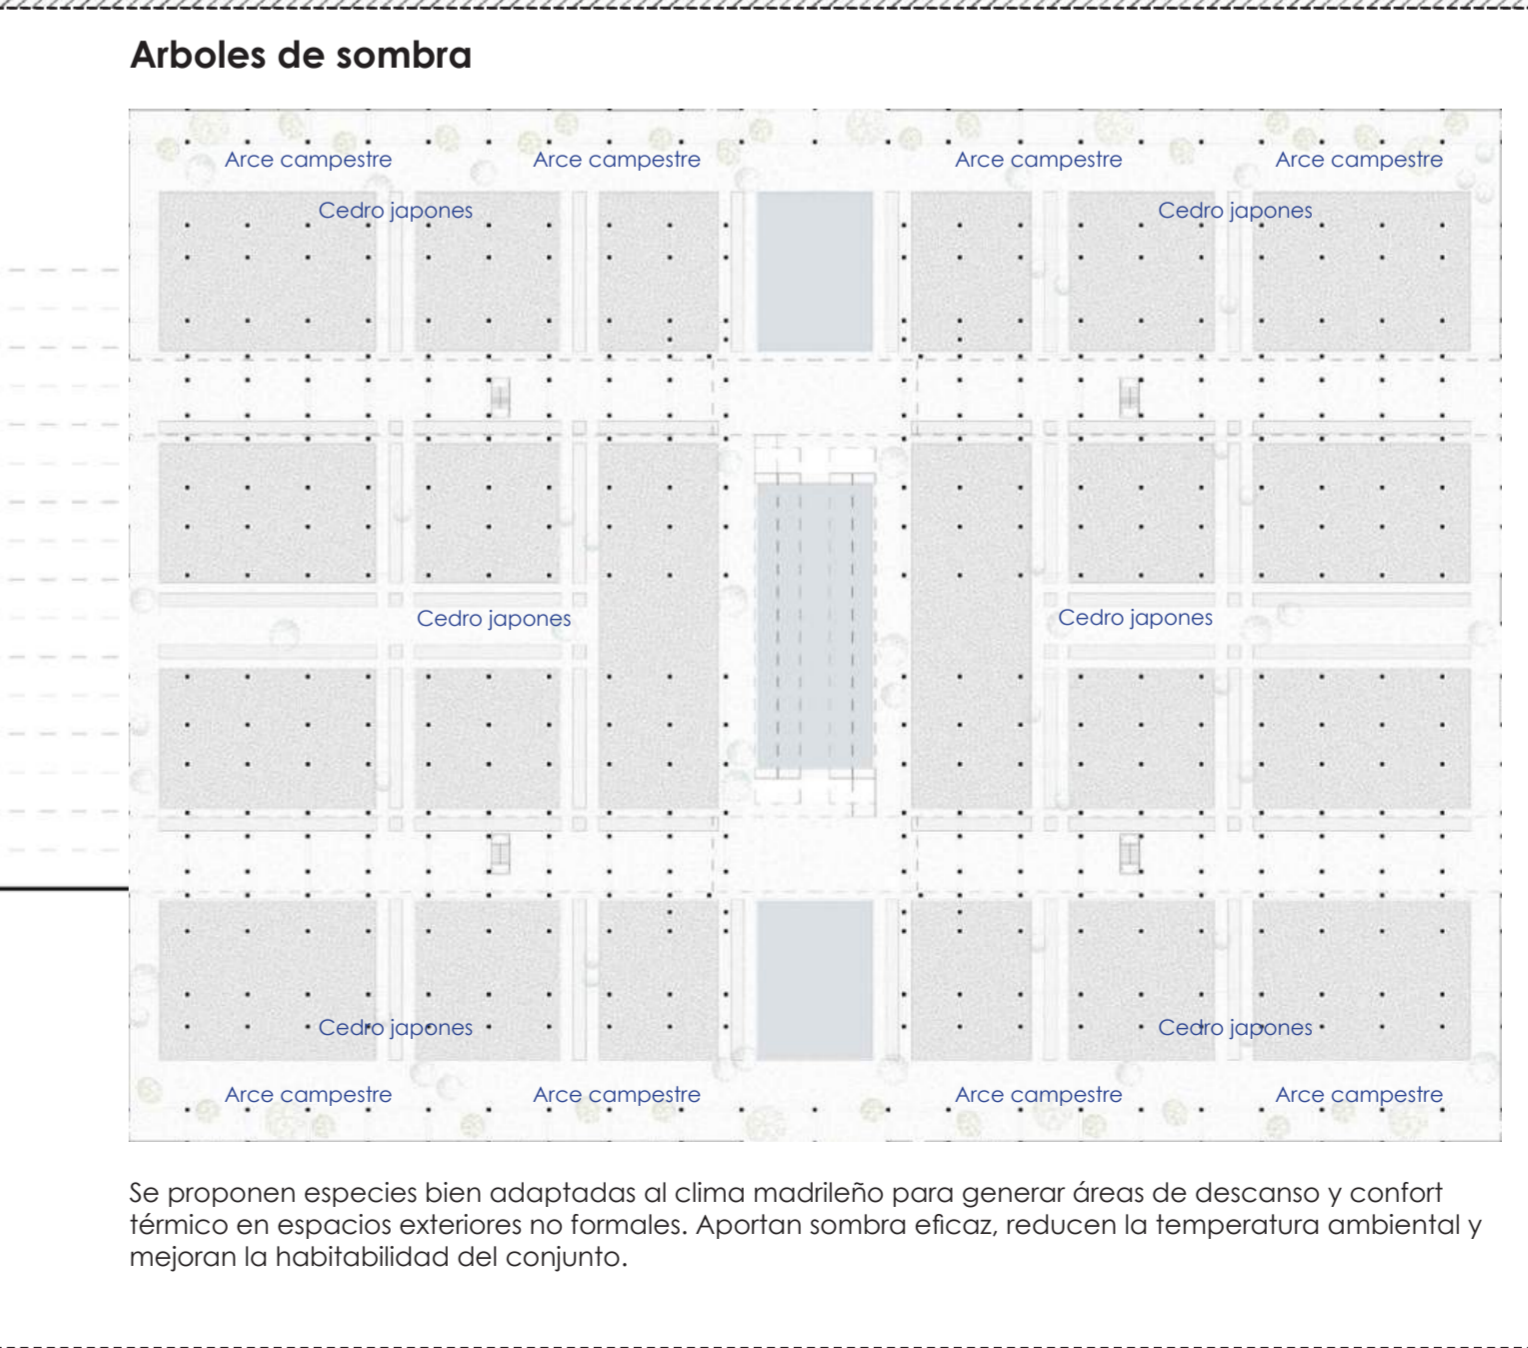 Arboles de sombra
Arce campestre Arce campestre Arce campestre Arce campestre
Cedro japones Cedro japones
Cedro japones Cedro japones
Cedro japones Cedro japones
Arce campestre Arce campestre Arce campestre Arce campestre
Se proponen especies bien adaptadas al clima madrileño para generar áreas de descanso y confort
térmico en espacios exteriores no formales. Aportan sombra eficaz, reducen la temperatura ambiental y
mejoran la habitabilidad del conjunto.